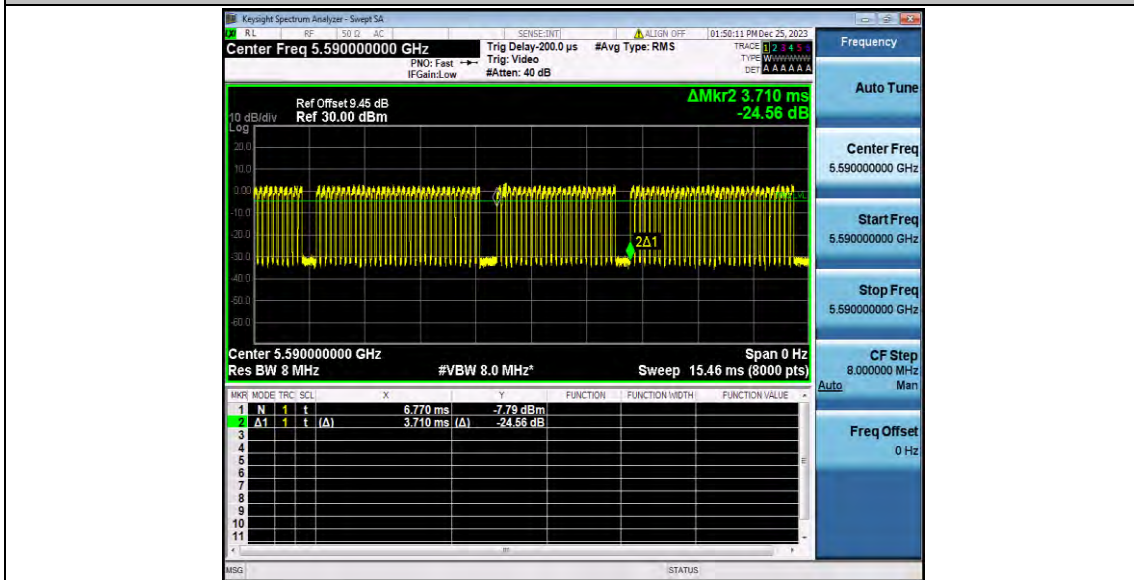 Keysight Spectrum Analyzer - Swept SA
RL RF 50 Ω AC SENSE:INT ALIGN OFF 01:50:11 PM Dec 25, 2023
Center Freq 5.590000000 GHz
PNO: Fast
IFGain:Low
Trig Delay-200.0 µs
Trig: Video
#Atten: 40 dB
#Avg Type: RMS
TRACE 1 2 3 4 5 6
TYPE W
DET A A A A A A
ΔMkr2 3.710 ms
-24.56 dB
Ref Offset 9.45 dB
Ref 30.00 dBm
10 dB/div
Log
20.0
10.0
0.00
-10.0
-20.0
-30.0
-40.0
-50.0
-60.0
2Δ1
Center 5.590000000 GHz Span 0 Hz
Res BW 8 MHz #VBW 8.0 MHz* Sweep 15.46 ms (8000 pts)
MKR MODE TRC SCL X Y FUNCTION FUNCTION WIDTH FUNCTION VALUE
1 N 1 t 6.770 ms -7.79 dBm
2 Δ1 1 t (Δ) 3.710 ms (Δ) -24.56 dB
3
4
5
6
7
8
9
10
11
MSG STATUS
Frequency
Auto Tune
Center Freq
5.590000000 GHz
Start Freq
5.590000000 GHz
Stop Freq
5.590000000 GHz
CF Step
8.000000 MHz
Auto Man
Freq Offset
0 Hz